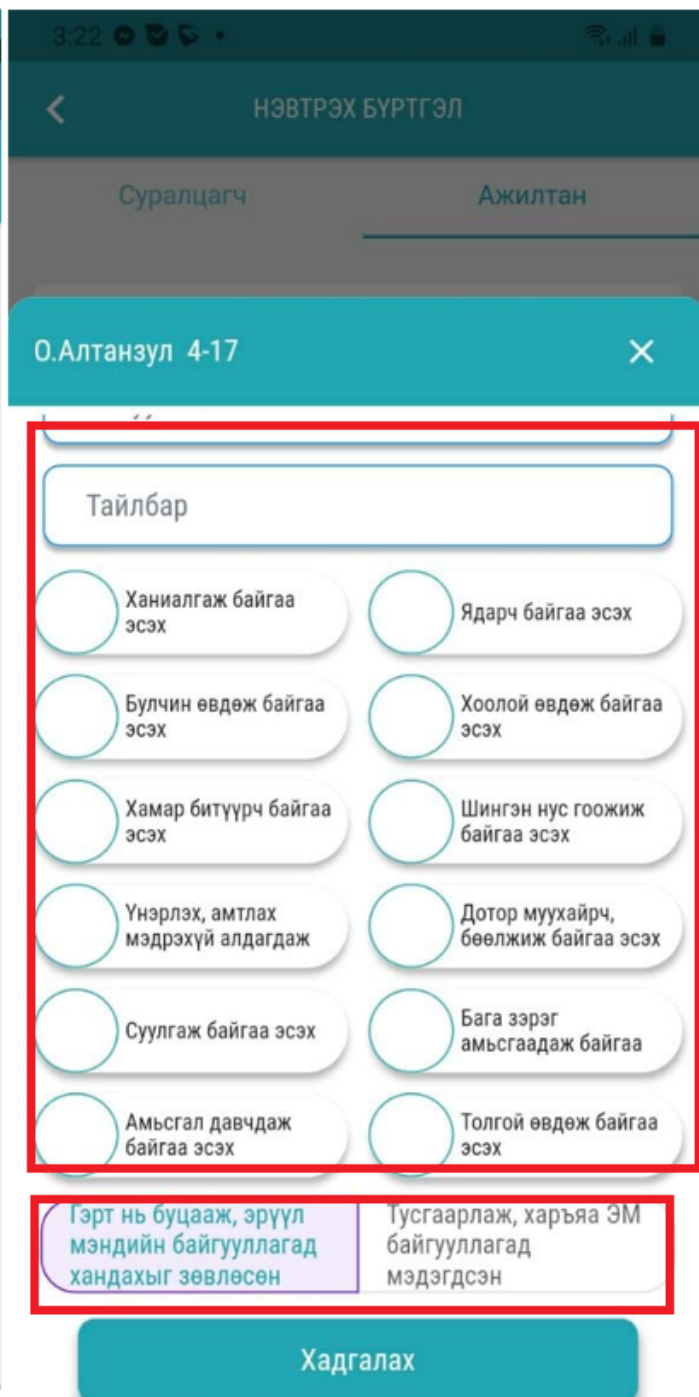 3:22
НЭВТРЭХ БҮРТГЭЛ
Суралцагч
Ажилтан
О.Алтанзул 4-17
Тайлбар
Ханиалгаж байгаа
эсэх
Ядарч байгаа эсэх
Булчин өвдөж байгаа
эсэх
Хоолой өвдөж байгаа
эсэх
Хамар битүүрч байгаа
эсэх
Шингэн нус гоожиж
байгаа эсэх
Үнэрлэх, амтлах
мэдрэхүй алдагдаж
Дотор муухайрч,
бөөлжиж байгаа эсэх
Суулгаж байгаа эсэх
Бага зэрэг
амьсгаадаж байгаа
Амьсгал давчдаж
байгаа эсэх
Толгой өвдөж байгаа
эсэх
Гэрт нь буцааж, эрүүл
мэндийн байгууллагад
хандахыг зөвлөсөн
Тусгаарлаж, харъяа ЭМ
байгууллагад
мэдэгдсэн
Хадгалах